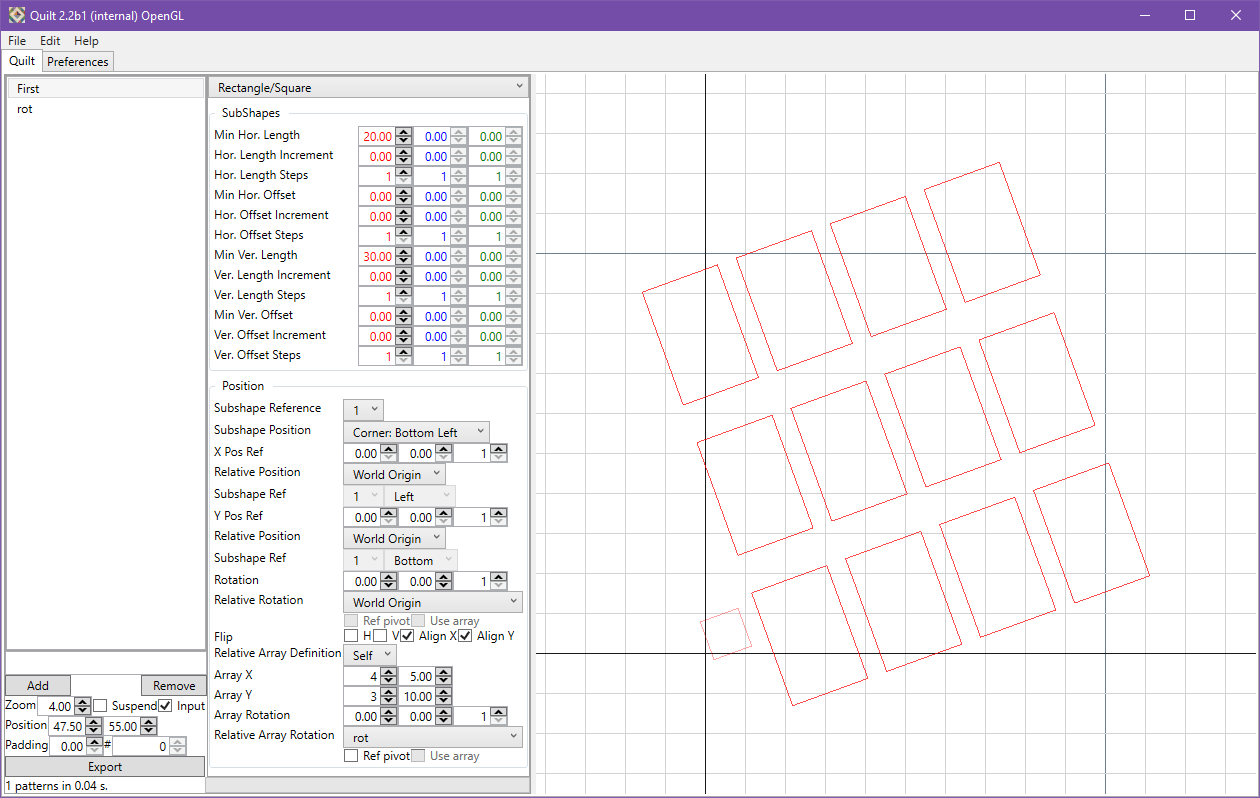 Quilt 2.2b1 (internal) OpenGL
File Edit Help
Quilt Preferences
First
rot
Rectangle/Square
SubShapes
Min Hor. Length 20.00 0.00 0.00
Hor. Length Increment 0.00 0.00 0.00
Hor. Length Steps 1 1 1
Min Hor. Offset 0.00 0.00 0.00
Hor. Offset Increment 0.00 0.00 0.00
Hor. Offset Steps 1 1 1
Min Ver. Length 30.00 0.00 0.00
Ver. Length Increment 0.00 0.00 0.00
Ver. Length Steps 1 1 1
Min Ver. Offset 0.00 0.00 0.00
Ver. Offset Increment 0.00 0.00 0.00
Ver. Offset Steps 1 1 1
Position
Subshape Reference 1
Subshape Position Corner: Bottom Left
X Pos Ref 0.00 0.00 1
Relative Position World Origin
Subshape Ref 1 Left
Y Pos Ref 0.00 0.00 1
Relative Position World Origin
Subshape Ref 1 Bottom
Rotation 0.00 0.00 1
Relative Rotation World Origin
Ref pivot Use array
Flip H V Align X Align Y
Relative Array Definition Self
Array X 4 5.00
Array Y 3 10.00
Array Rotation 0.00 0.00 1
Relative Array Rotation rot
Ref pivot Use array
Add Remove
Zoom 4.00 Suspend Input
Position 47.50 55.00
Padding 0.00 # 0
Export
1 patterns in 0.04 s.